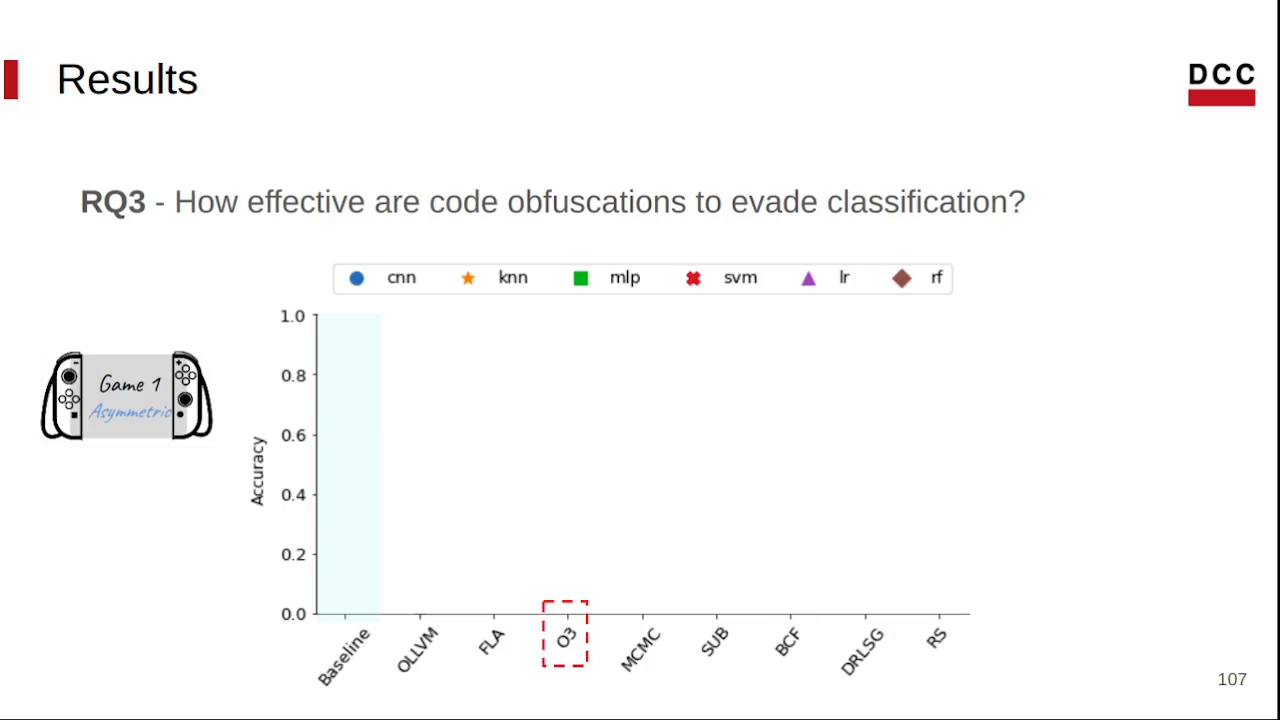 Results
DCC
RQ3 - How effective are code obfuscations to evade classification?
cnn knn mlp svm lr rf
Game 1
Asymmetric
Accuracy
1.0
0.8
0.6
0.4
0.2
0.0
Baseline OLLVM FLA O3 MCMC SUB BCF DRLSG RS
107